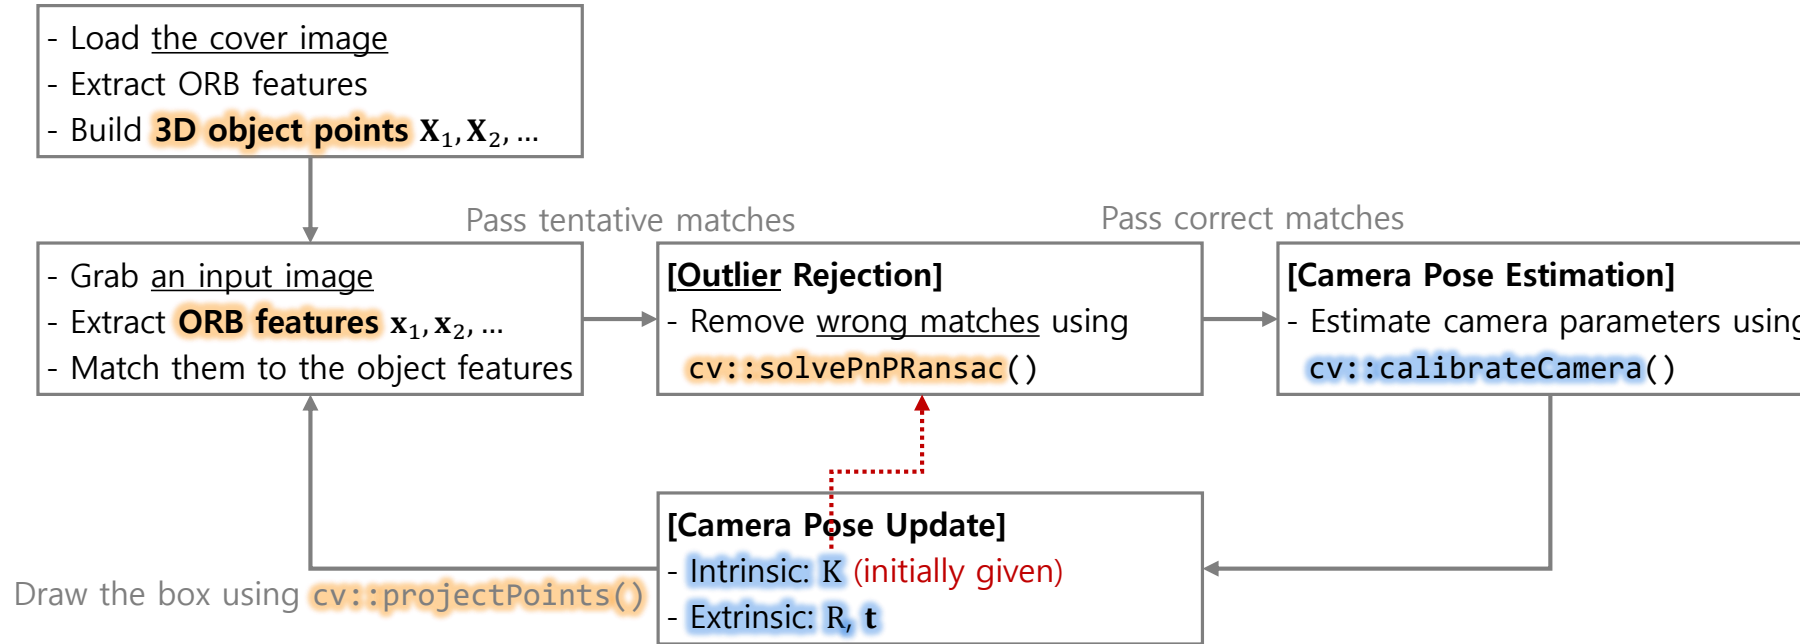 - Load the cover image
- Extract ORB features
- Build 3D object points X₁, X₂, …
Pass tentative matches
Pass correct matches
- Grab an input image
- Extract ORB features x₁, x₂, …
- Match them to the object features
[Outlier Rejection]
- Remove wrong matches using
cv::solvePnPRansac()
[Camera Pose Estimation]
- Estimate camera parameters using
cv::calibrateCamera()
[Camera Pose Update]
- Intrinsic: K (initially given)
- Extrinsic: R, t
Draw the box using cv::projectPoints()